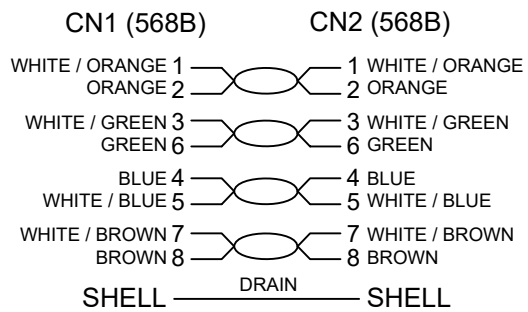 CN1 (568B) CN2 (568B)
WHITE / ORANGE 1 1 WHITE / ORANGE
ORANGE 2 2 ORANGE
WHITE / GREEN 3 3 WHITE / GREEN
GREEN 6 6 GREEN
BLUE 4 4 BLUE
WHITE / BLUE 5 5 WHITE / BLUE
WHITE / BROWN 7 7 WHITE / BROWN
BROWN 8 8 BROWN
SHELL DRAIN SHELL